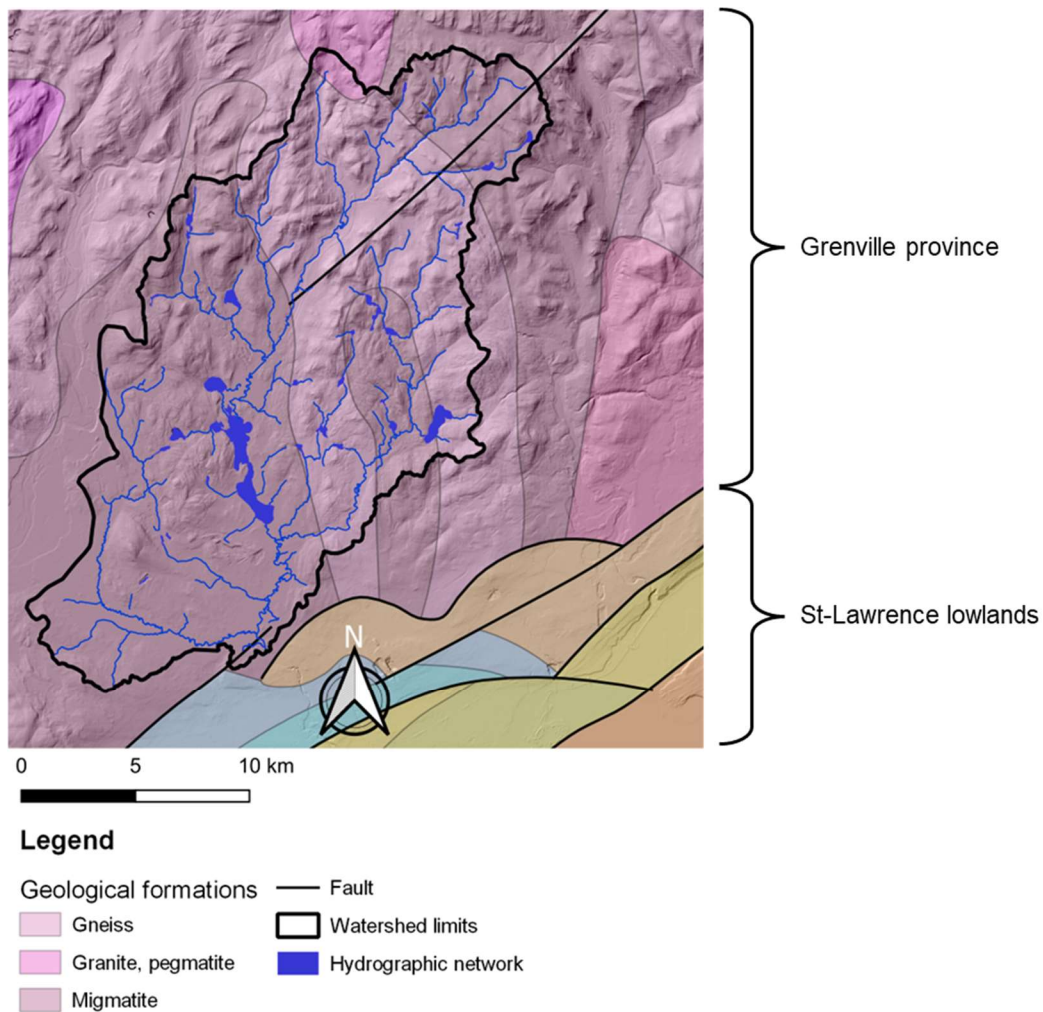 Grenville province
St-Lawrence lowlands
N
0 5 10 km
Legend
Geological formations
Gneiss
Granite, pegmatite
Migmatite
Fault
Watershed limits
Hydrographic network